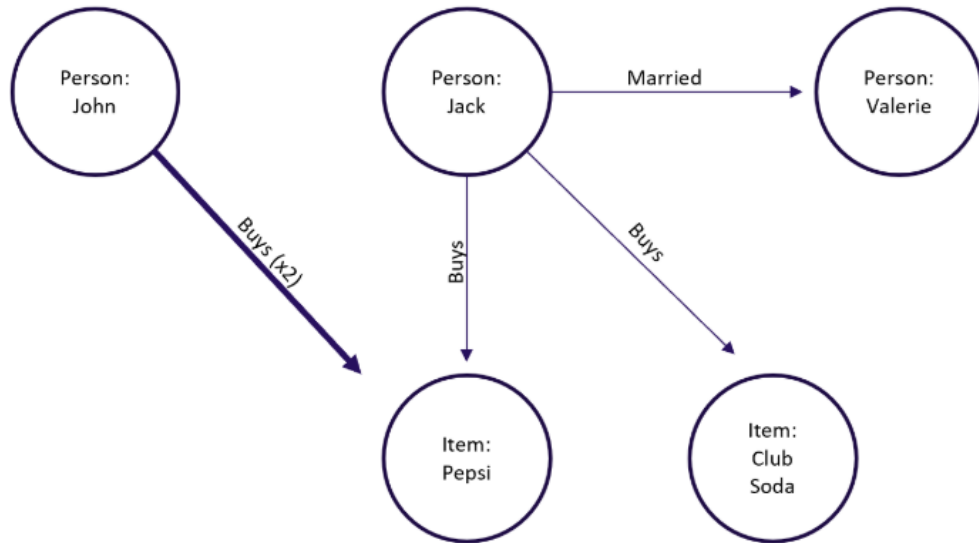 Person:
John
Person:
Jack
Married
Person:
Valerie
Buys (x2)
Buys
Buys
Item:
Pepsi
Item:
Club
Soda